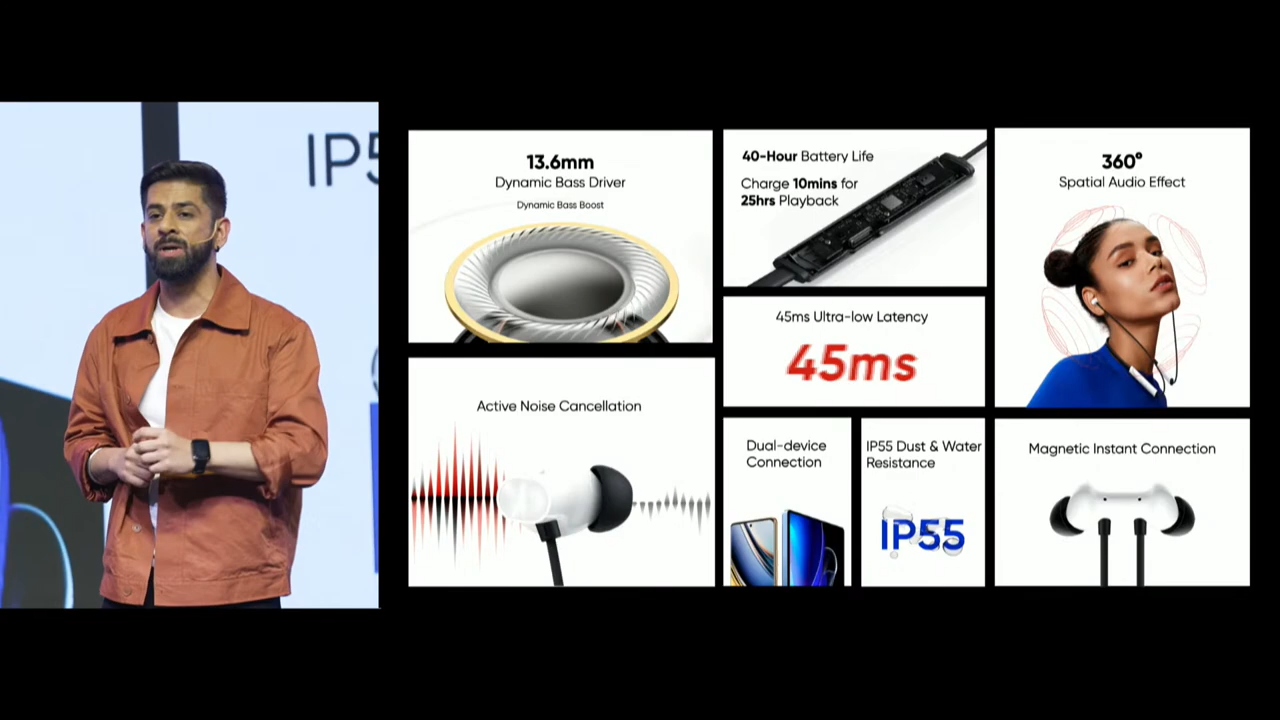 IP5
13.6mm
Dynamic Bass Driver
Dynamic Bass Boost
40-Hour Battery Life
Charge 10mins for
25hrs Playback
360°
Spatial Audio Effect
45ms Ultra-low Latency
45ms
Active Noise Cancellation
Dual-device
Connection
IP55 Dust & Water
Resistance
IP55
Magnetic Instant Connection